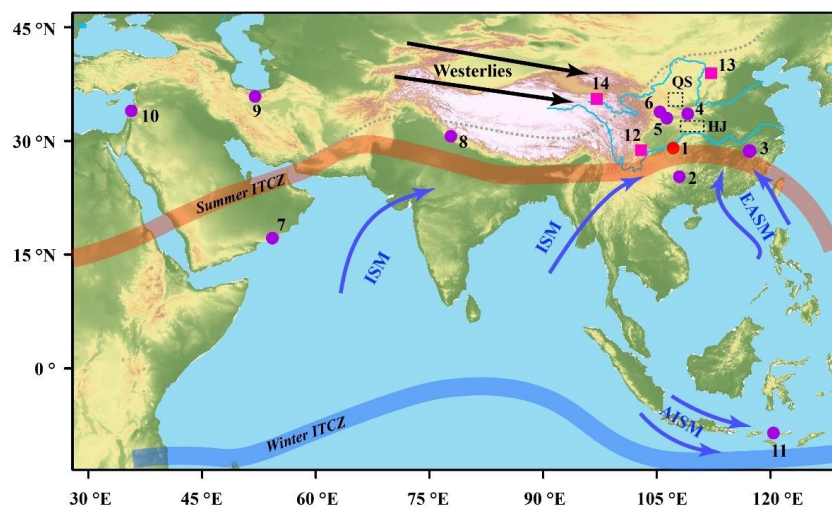 45°N
30°N
15°N
0 °
30 °E
45 °E
60 °E
75 °E
90 °E
105 °E
120 °E
Westerlies
Summer ITCZ
Winter ITCZ
ISM
ISM
EASM
AISM
QS
HJ
1
2
3
4
5
6
7
8
9
10
11
12
13
14